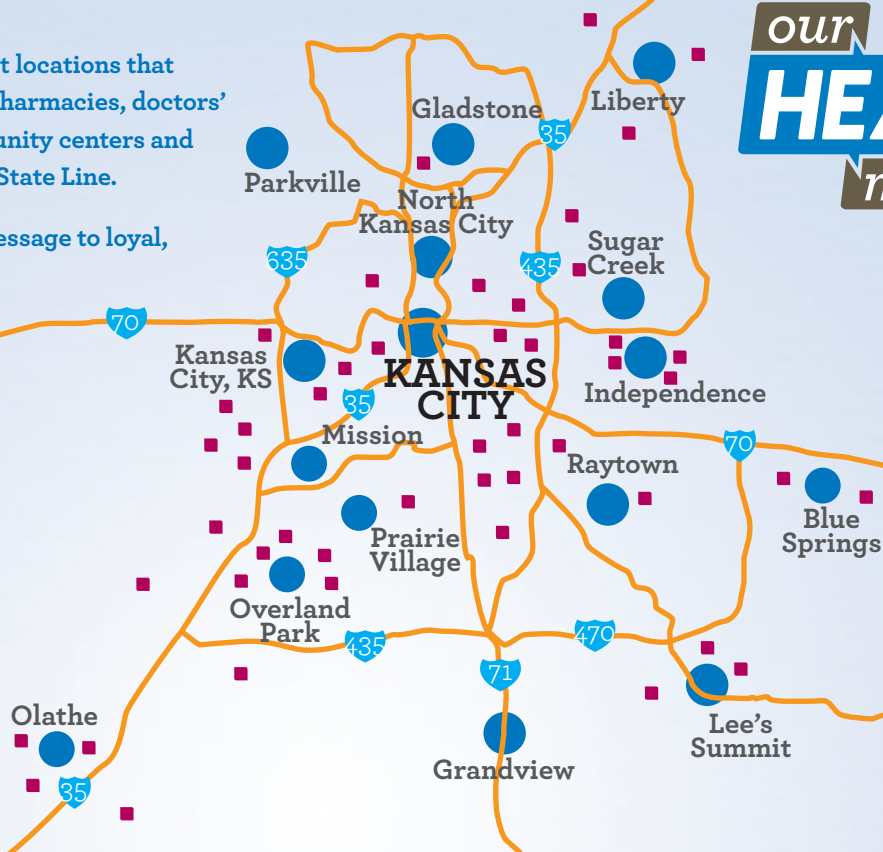 t locations that
harmacies, doctors'
unity centers and
State Line.
essage to loyal,
our
HEA
Liberty
Gladstone
35
Parkville
North
Kansas City
635
435
Sugar
Creek
70
Kansas
City, KS
KANSAS
CITY
Independence
35
Mission
70
Raytown
Blue
Springs
Prairie
Village
Overland
Park
435
470
71
Olathe
Lee's
Summit
Grandview
35